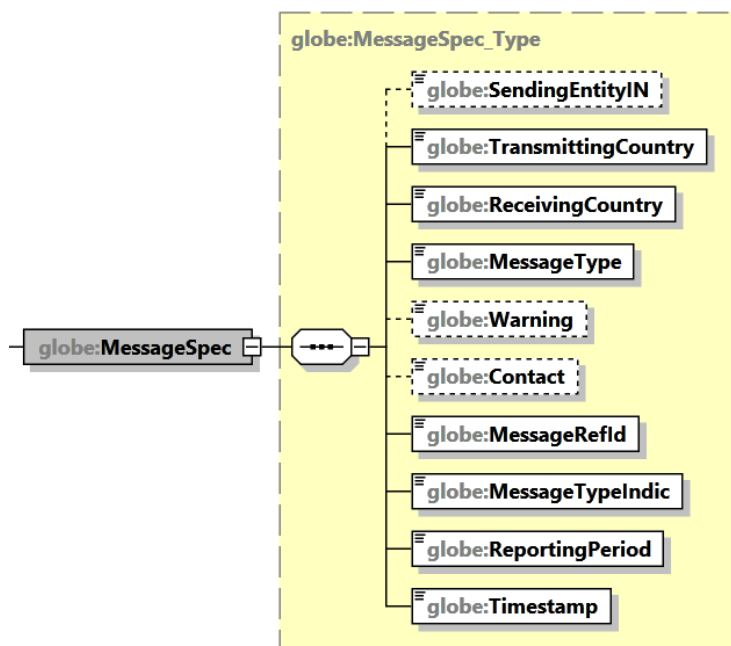 globe:MessageSpec_Type
globe:SendingEntityIN
globe:TransmittingCountry
globe:ReceivingCountry
globe:MessageType
globe:Warning
globe:MessageSpec
globe:Contact
globe:MessageRefId
globe:MessageTypeIndic
globe:ReportingPeriod
globe:Timestamp